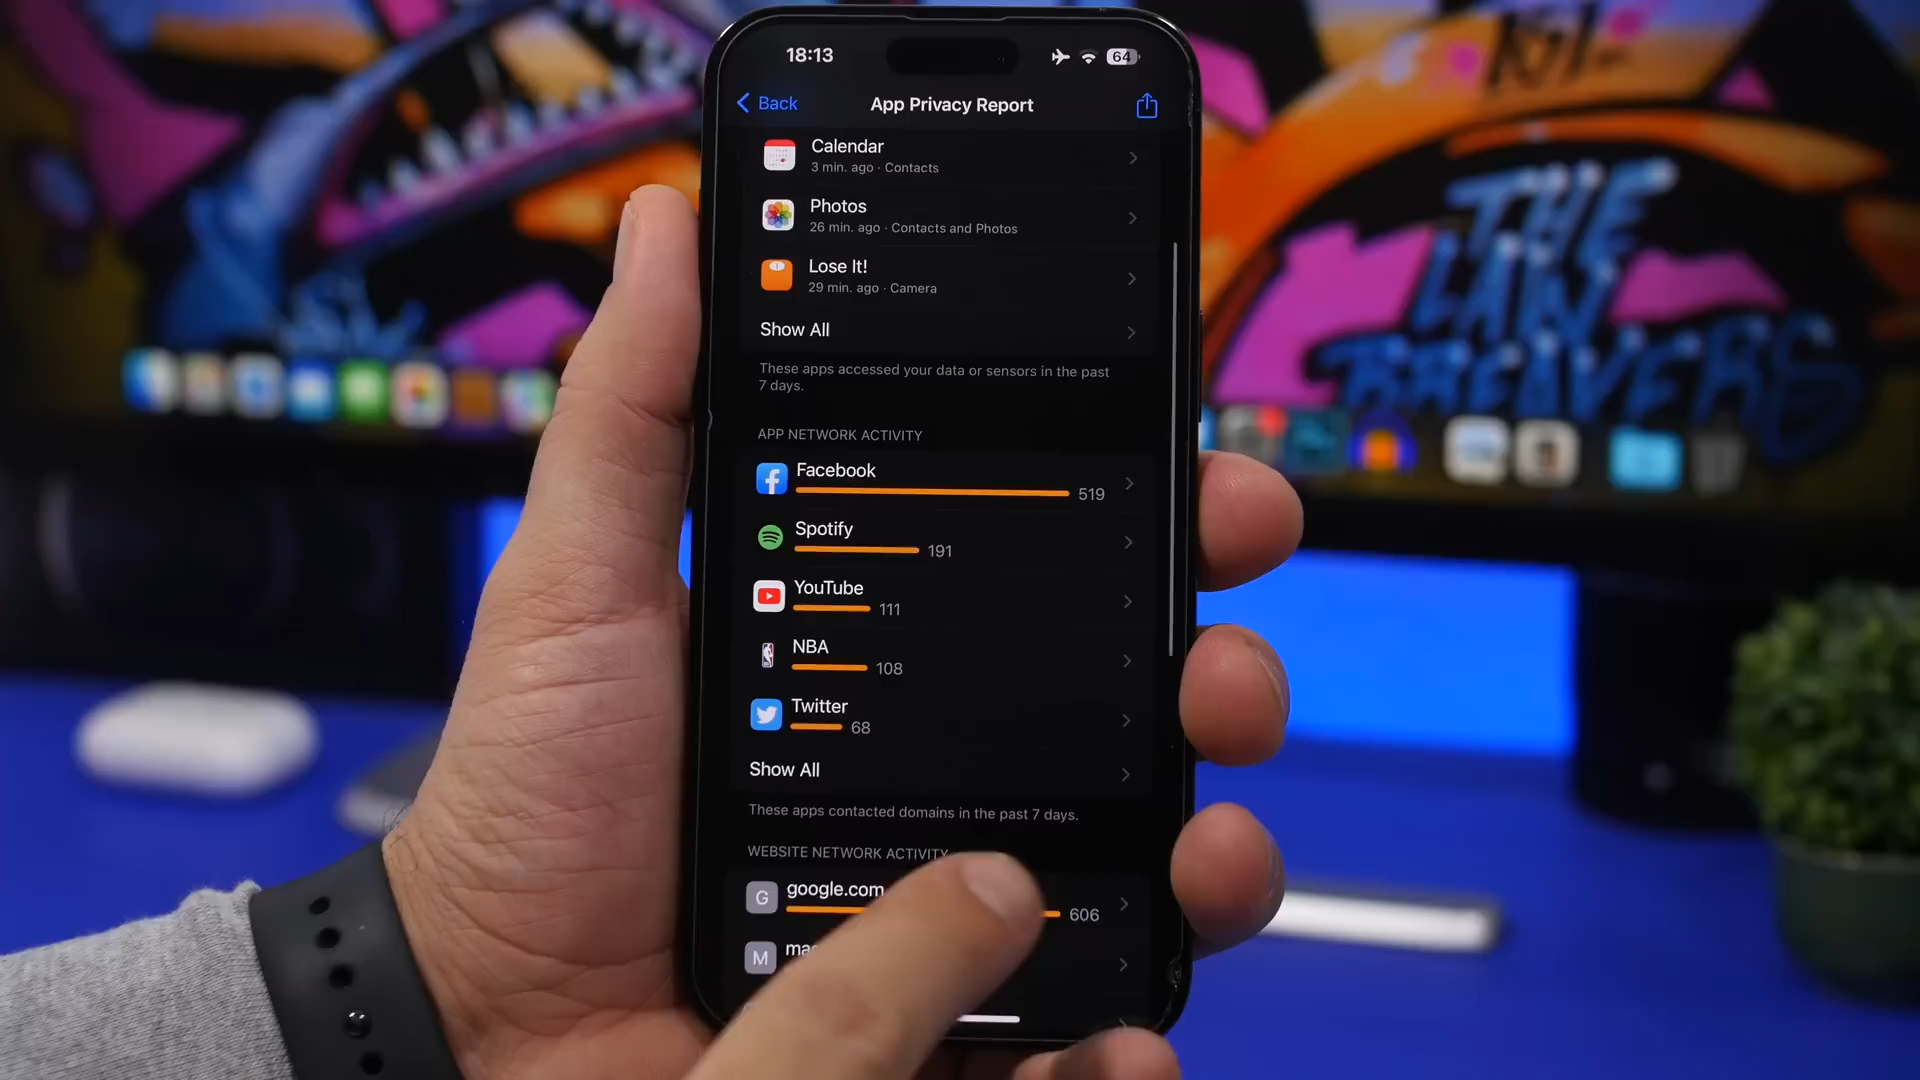 18:13
64
Back
App Privacy Report
Calendar
3 min. ago · Contacts
Photos
26 min. ago · Contacts and Photos
Lose It!
29 min. ago · Camera
Show All
These apps accessed your data or sensors in the past
7 days.
APP NETWORK ACTIVITY
Facebook
519
Spotify
191
YouTube
111
NBA
108
Twitter
68
Show All
These apps contacted domains in the past 7 days.
WEBSITE NETWORK ACTIVITY
G
google.com
606
M
THE
LAW
BREAKERS